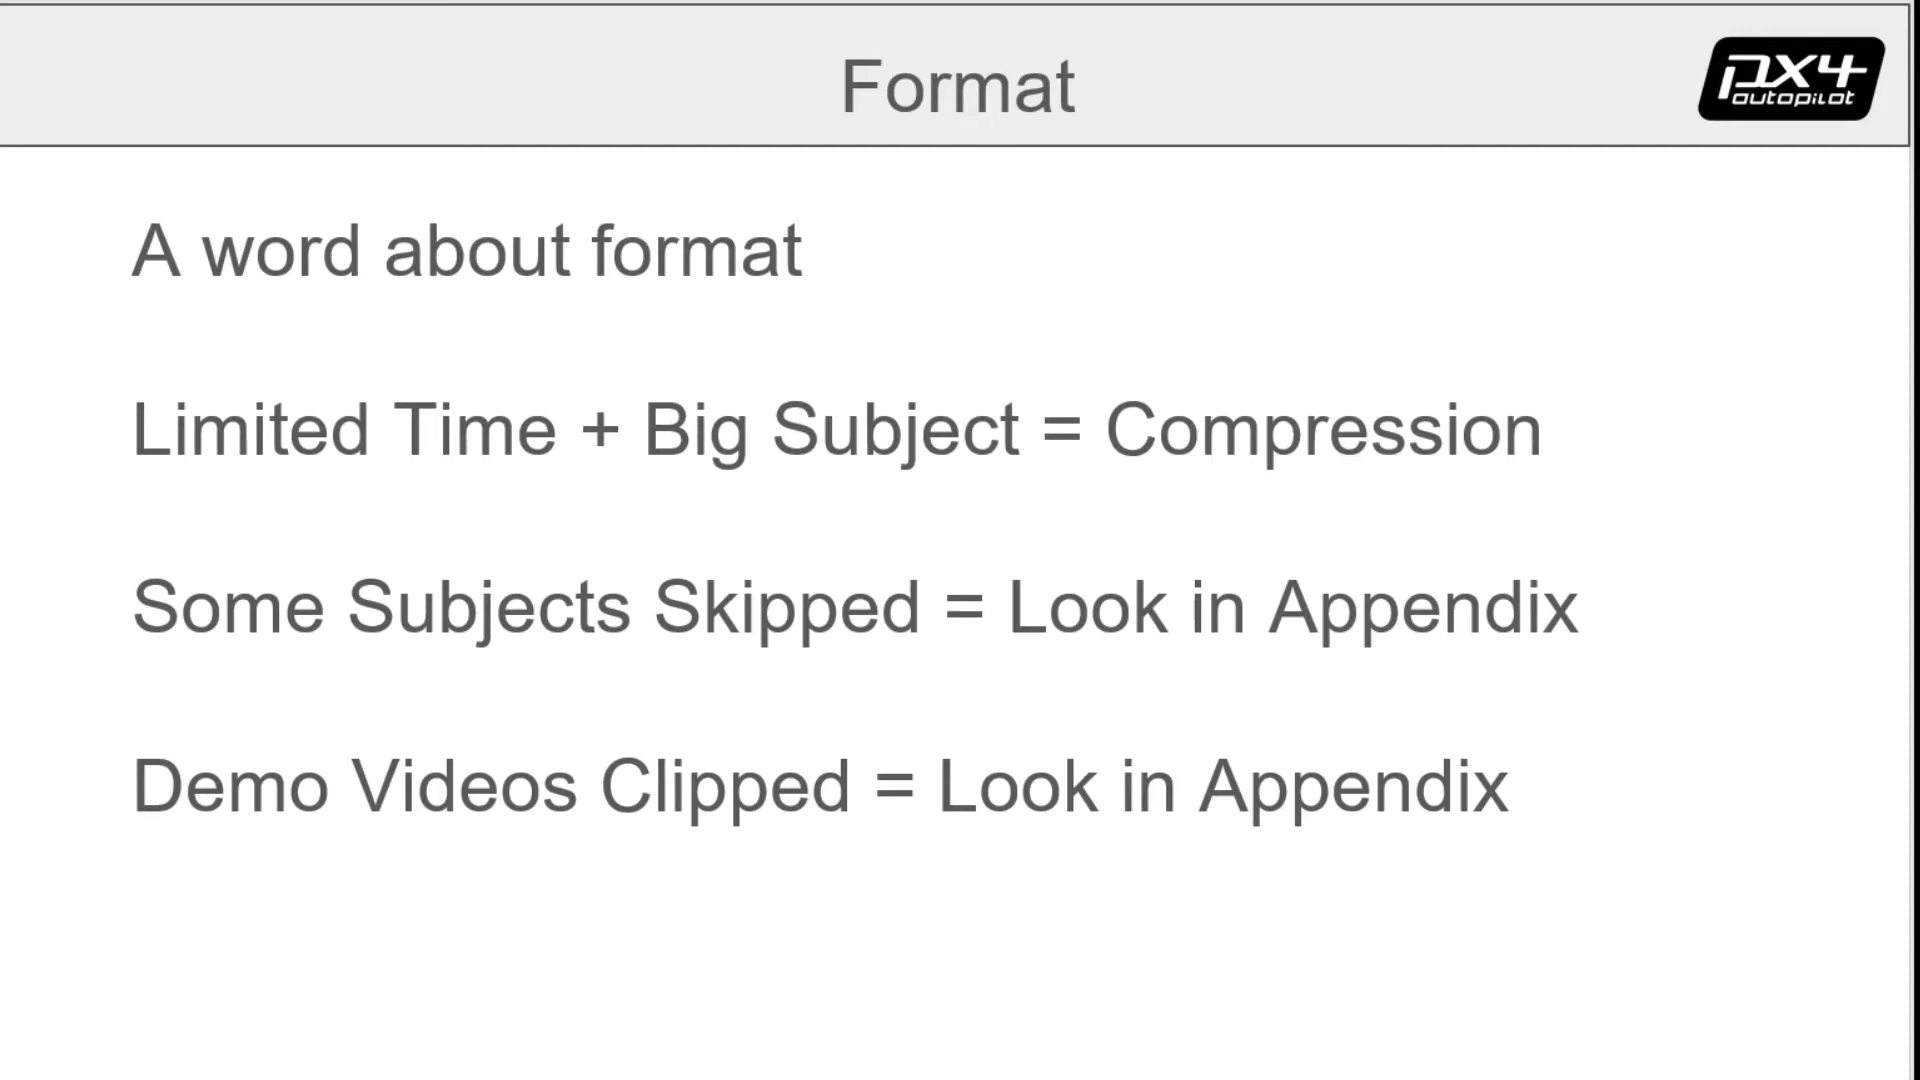 Format
PX4
autopilot
A word about format
Limited Time + Big Subject = Compression
Some Subjects Skipped = Look in Appendix
Demo Videos Clipped = Look in Appendix